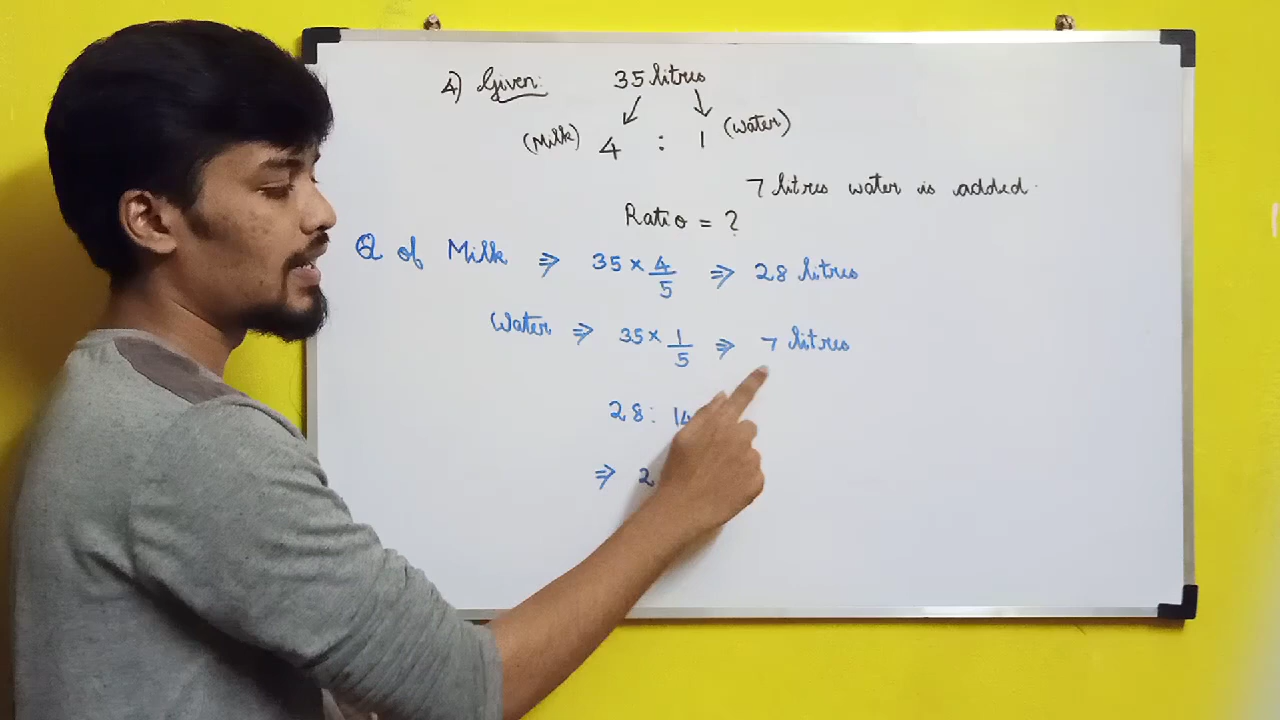 4) Given: 35 litres
(Milk) 4 : 1 (Water)
7 litres water is added.
Ratio = ?
Q of Milk ⇒ 35 × 4/5 ⇒ 28 litres
Water ⇒ 35 × 1/5 ⇒ 7 litres
28 : 14
⇒ 2